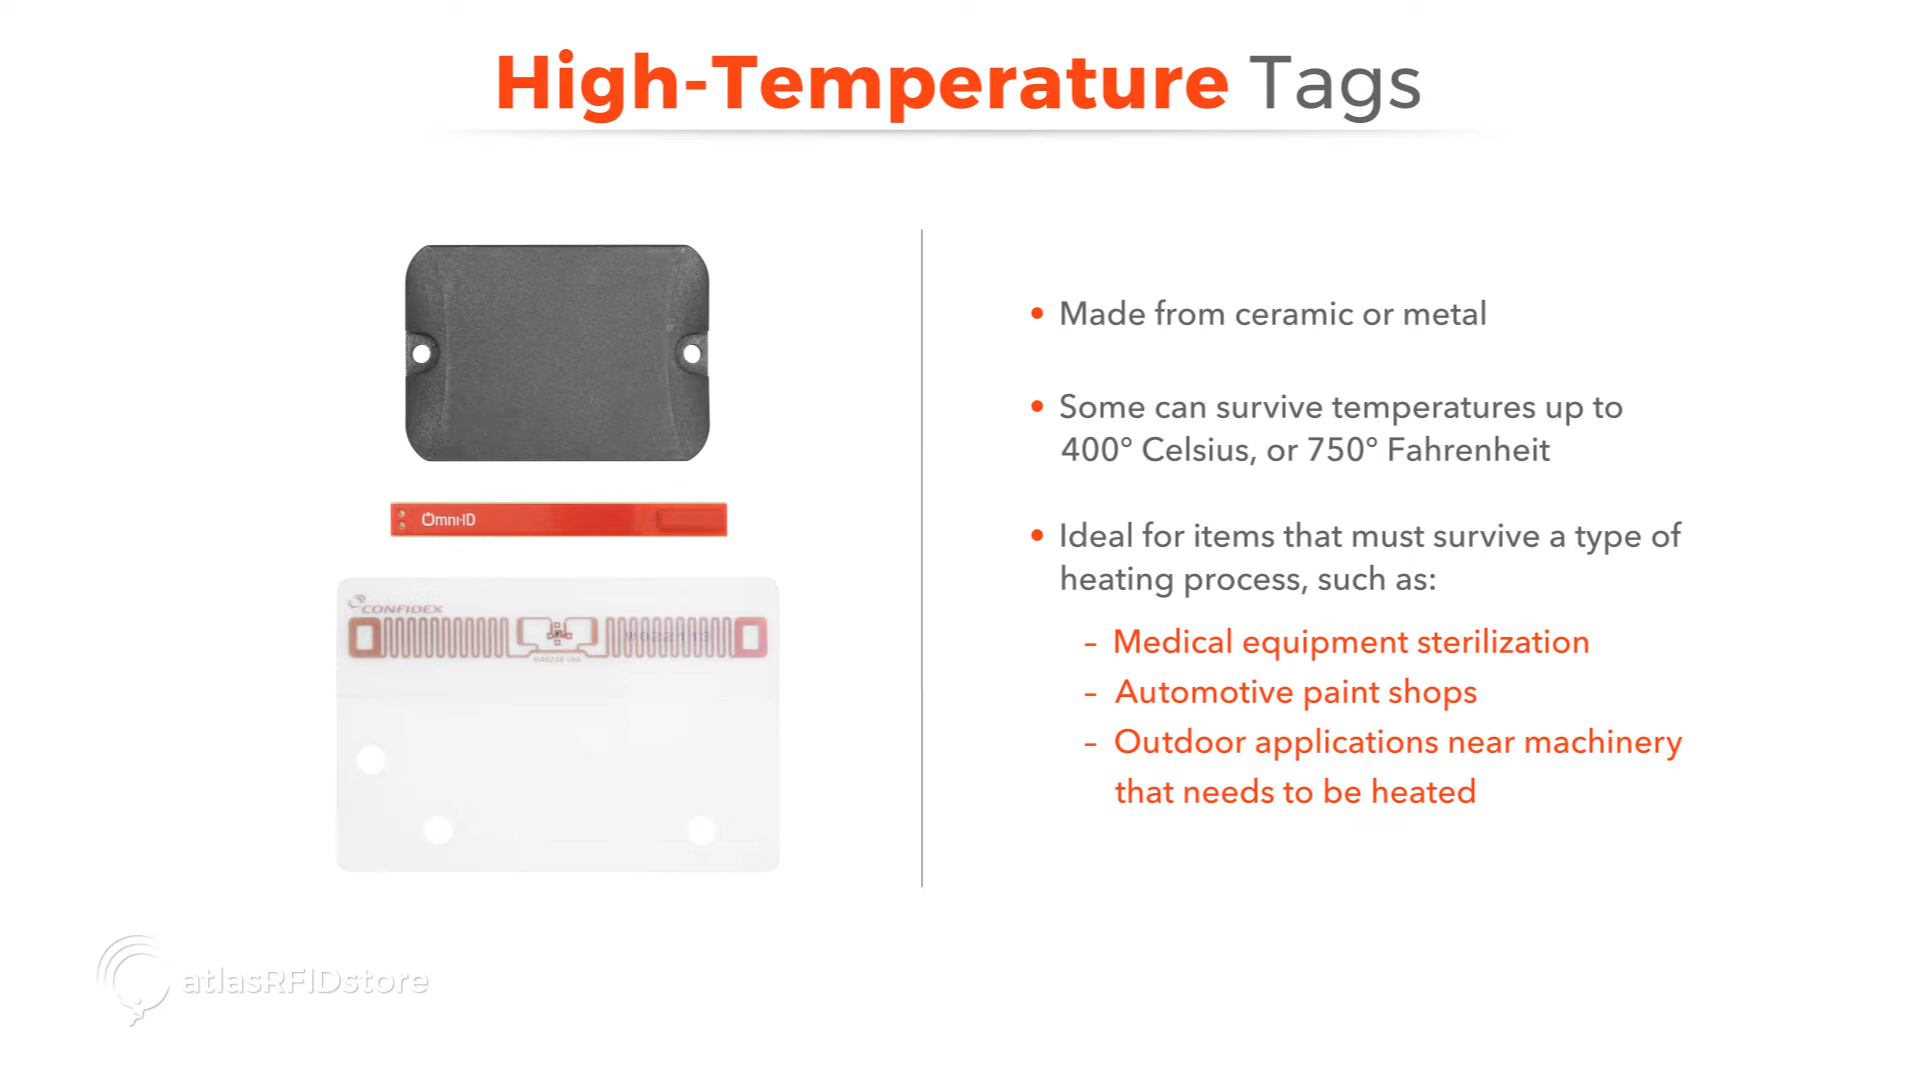 High-Temperature Tags
Omni-ID
CONFIDEX
• Made from ceramic or metal
• Some can survive temperatures up to
400° Celsius, or 750° Fahrenheit
• Ideal for items that must survive a type of
heating process, such as:
– Medical equipment sterilization
– Automotive paint shops
– Outdoor applications near machinery
that needs to be heated
atlasRFIDstore